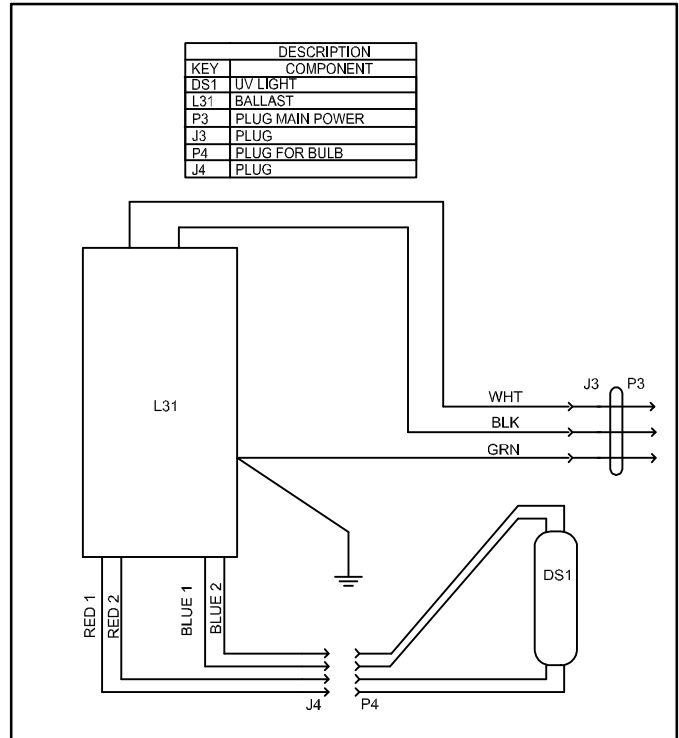 DESCRIPTION
KEY COMPONENT
DS1 UV LIGHT
L31 BALLAST
P3 PLUG MAIN POWER
J3 PLUG
P4 PLUG FOR BULB
J4 PLUG
L31
J3 P3
WHT
BLK
GRN
DS1
RED 1
RED 2
BLUE 1
BLUE 2
J4 P4